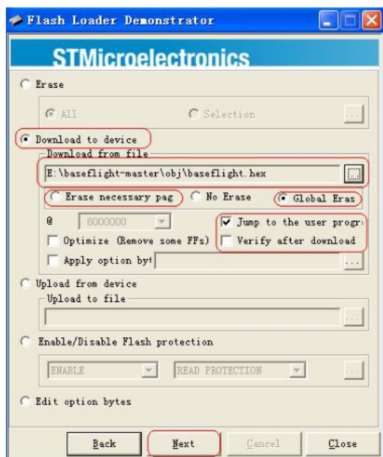 Flash Loader Demonstrator
STMicroelectronics
Erase
All Selection ...
Download to device
Download from file
E:\baseflight-master\obj\baseflight.hex ...
Erase necessary pag No Erase Global Eras
@ 8000000 Jump to the user progr
Optimize (Remove some FFs) Verify after download
Apply option byt ...
Upload from device
Upload to file
...
Enable/Disable Flash protection
ENABLE READ PROTECTION ...
Edit option bytes
Back Next Cancel Close